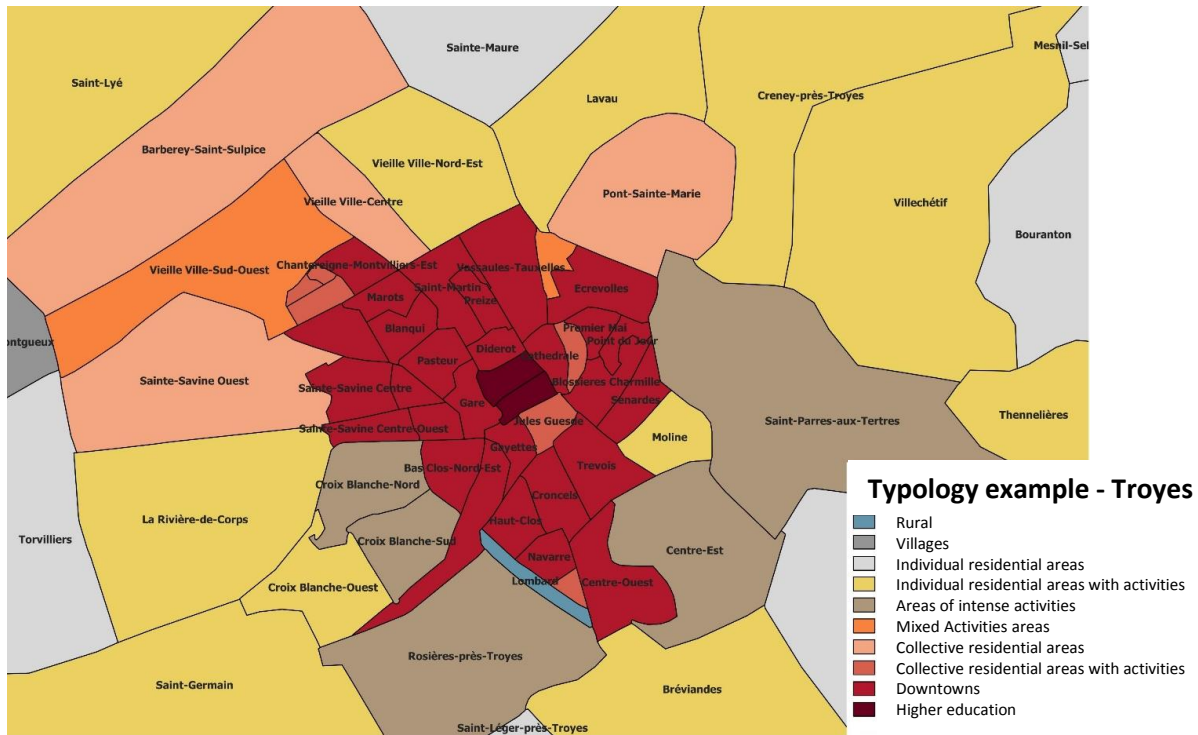 Sainte-Maure
Mesnil-Sel
Saint-Lyé
Lavau
Creney-près-Troyes
Barberey-Saint-Sulpice
Vieille Ville-Nord-Est
Pont-Sainte-Marie
Vieille Ville-Centre
Villechétif
Bouranton
Vieille Ville-Sud-Ouest
Chantereigne-Montvilliers-Est
Vassaules-Tauxelles
Saint-Martin
Ecrevolles
Marots
Preize
Blanqui
Premier Mai
Point du Jour
ontgueux
Diderot
thedrale
Pasteur
Sainte-Savine Ouest
Sainte-Savine Centre
Blossieres Charmille
Gare
Senardes
Jules Guesde
Saint-Parres-aux-Tertres
Thennelières
Sainte-Savine Centre-Ouest
Moline
Gayettes
Bas Clos-Nord-Est
Trevois
Croix Blanche-Nord
Croncels
La Rivière-de-Corps
Haut-Clos
Torvilliers
Croix Blanche-Sud
Centre-Est
Navarre
Croix Blanche-Ouest
Lombard
Centre-Ouest
Rosières-près-Troyes
Saint-Germain
Bréviandes
Saint-Léger-près-Troyes
Typology example - Troyes
Rural
Villages
Individual residential areas
Individual residential areas with activities
Areas of intense activities
Mixed Activities areas
Collective residential areas
Collective residential areas with activities
Downtowns
Higher education